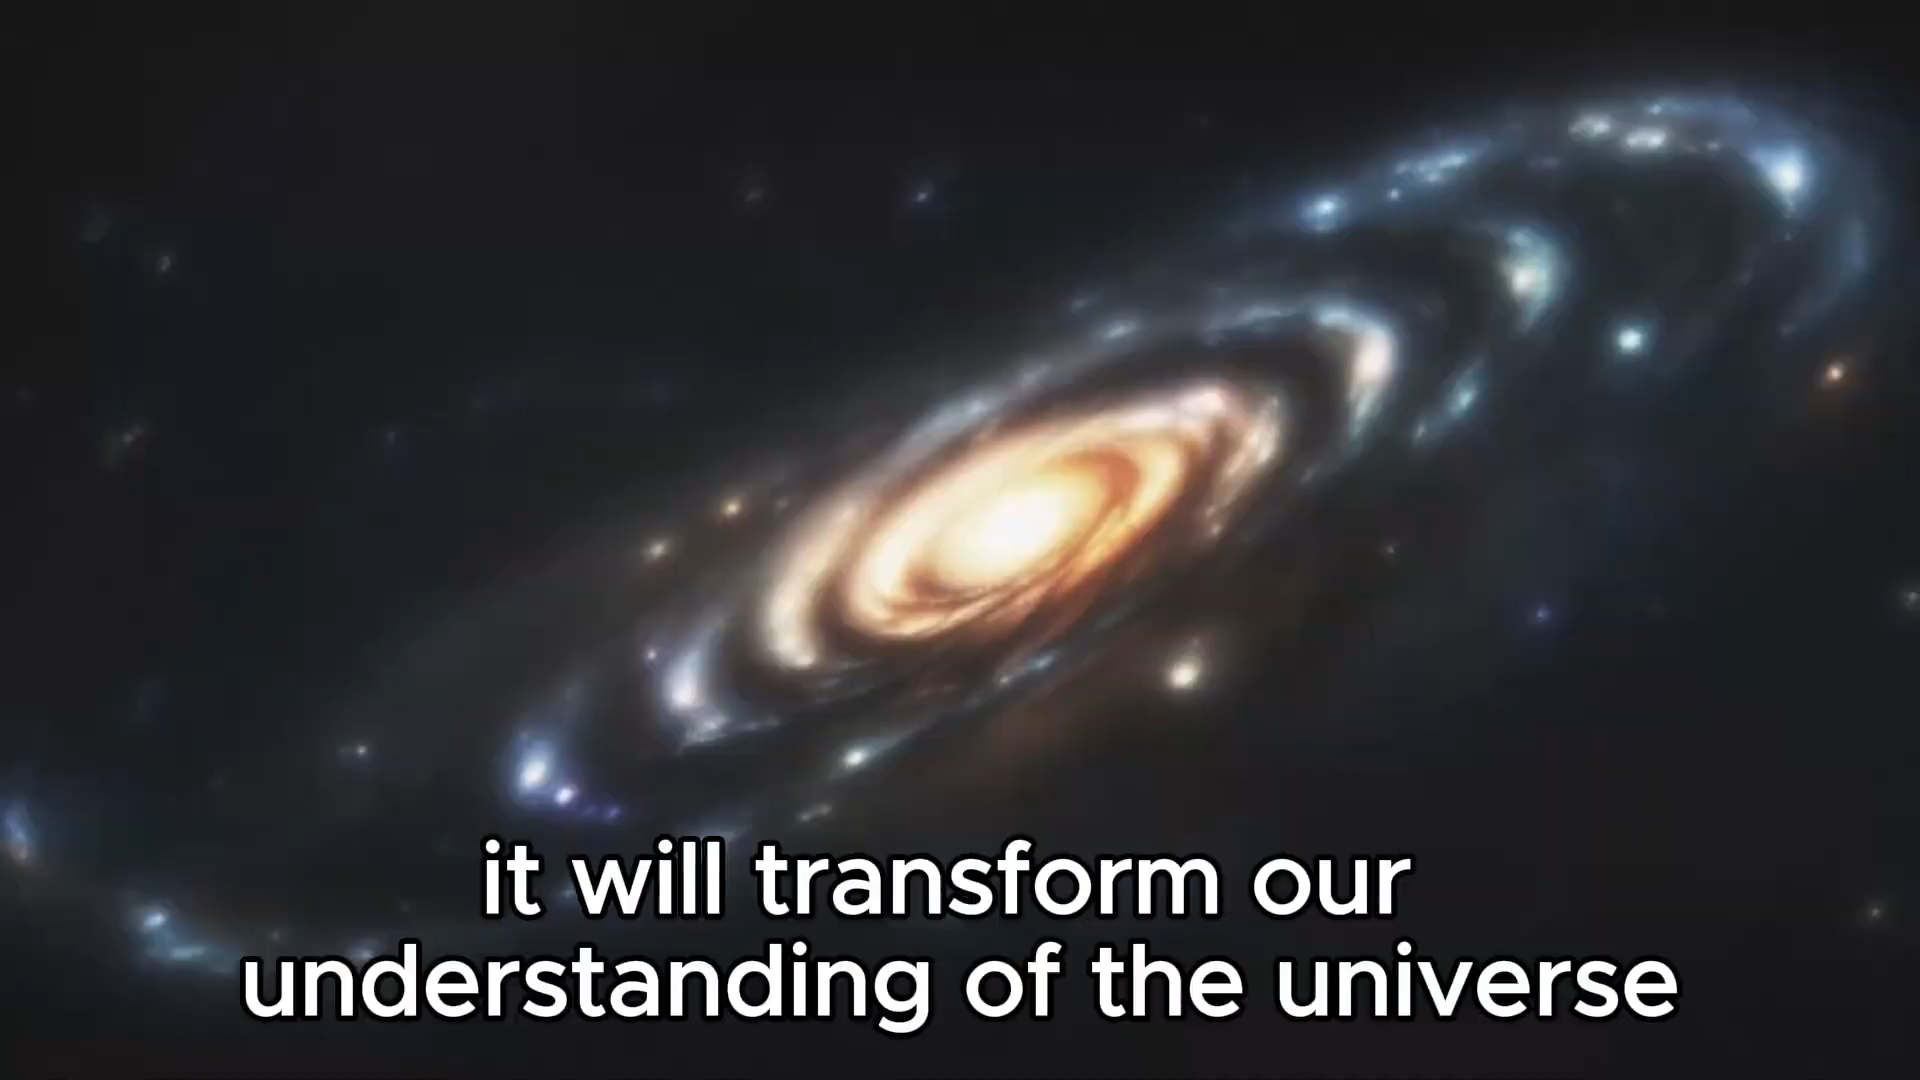 it will transform our
understanding of the universe